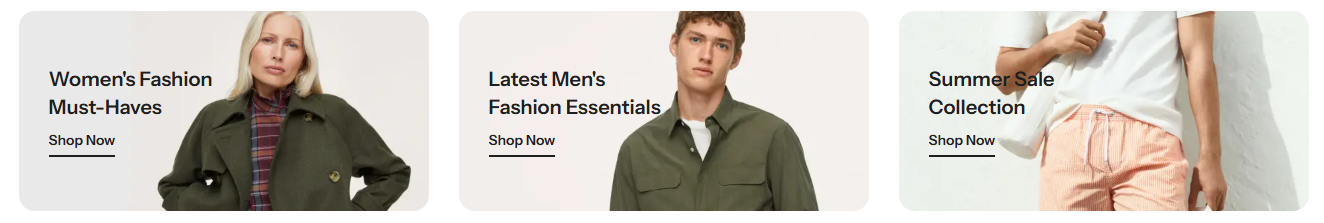 Women's Fashion
Must-Haves
Shop Now
Latest Men's
Fashion Essentials
Shop Now
Summer Sale
Collection
Shop Now